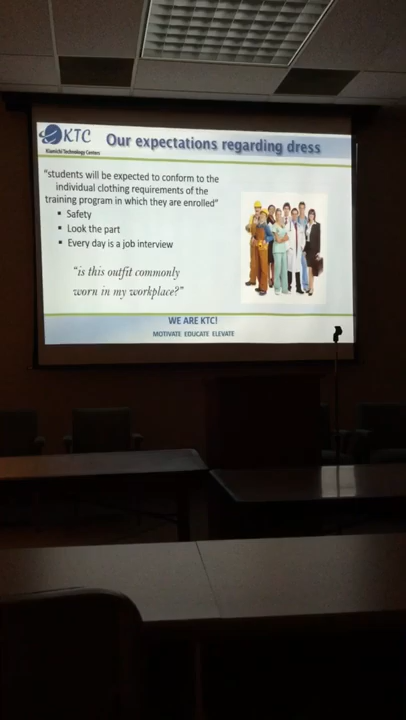 KTC
Kiamichi Technology Centers
Our expectations regarding dress
"students will be expected to conform to the
individual clothing requirements of the
training program in which they are enrolled"
▪ Safety
▪ Look the part
▪ Every day is a job interview
"is this outfit commonly
worn in my workplace?"
WE ARE KTC!
MOTIVATE EDUCATE ELEVATE